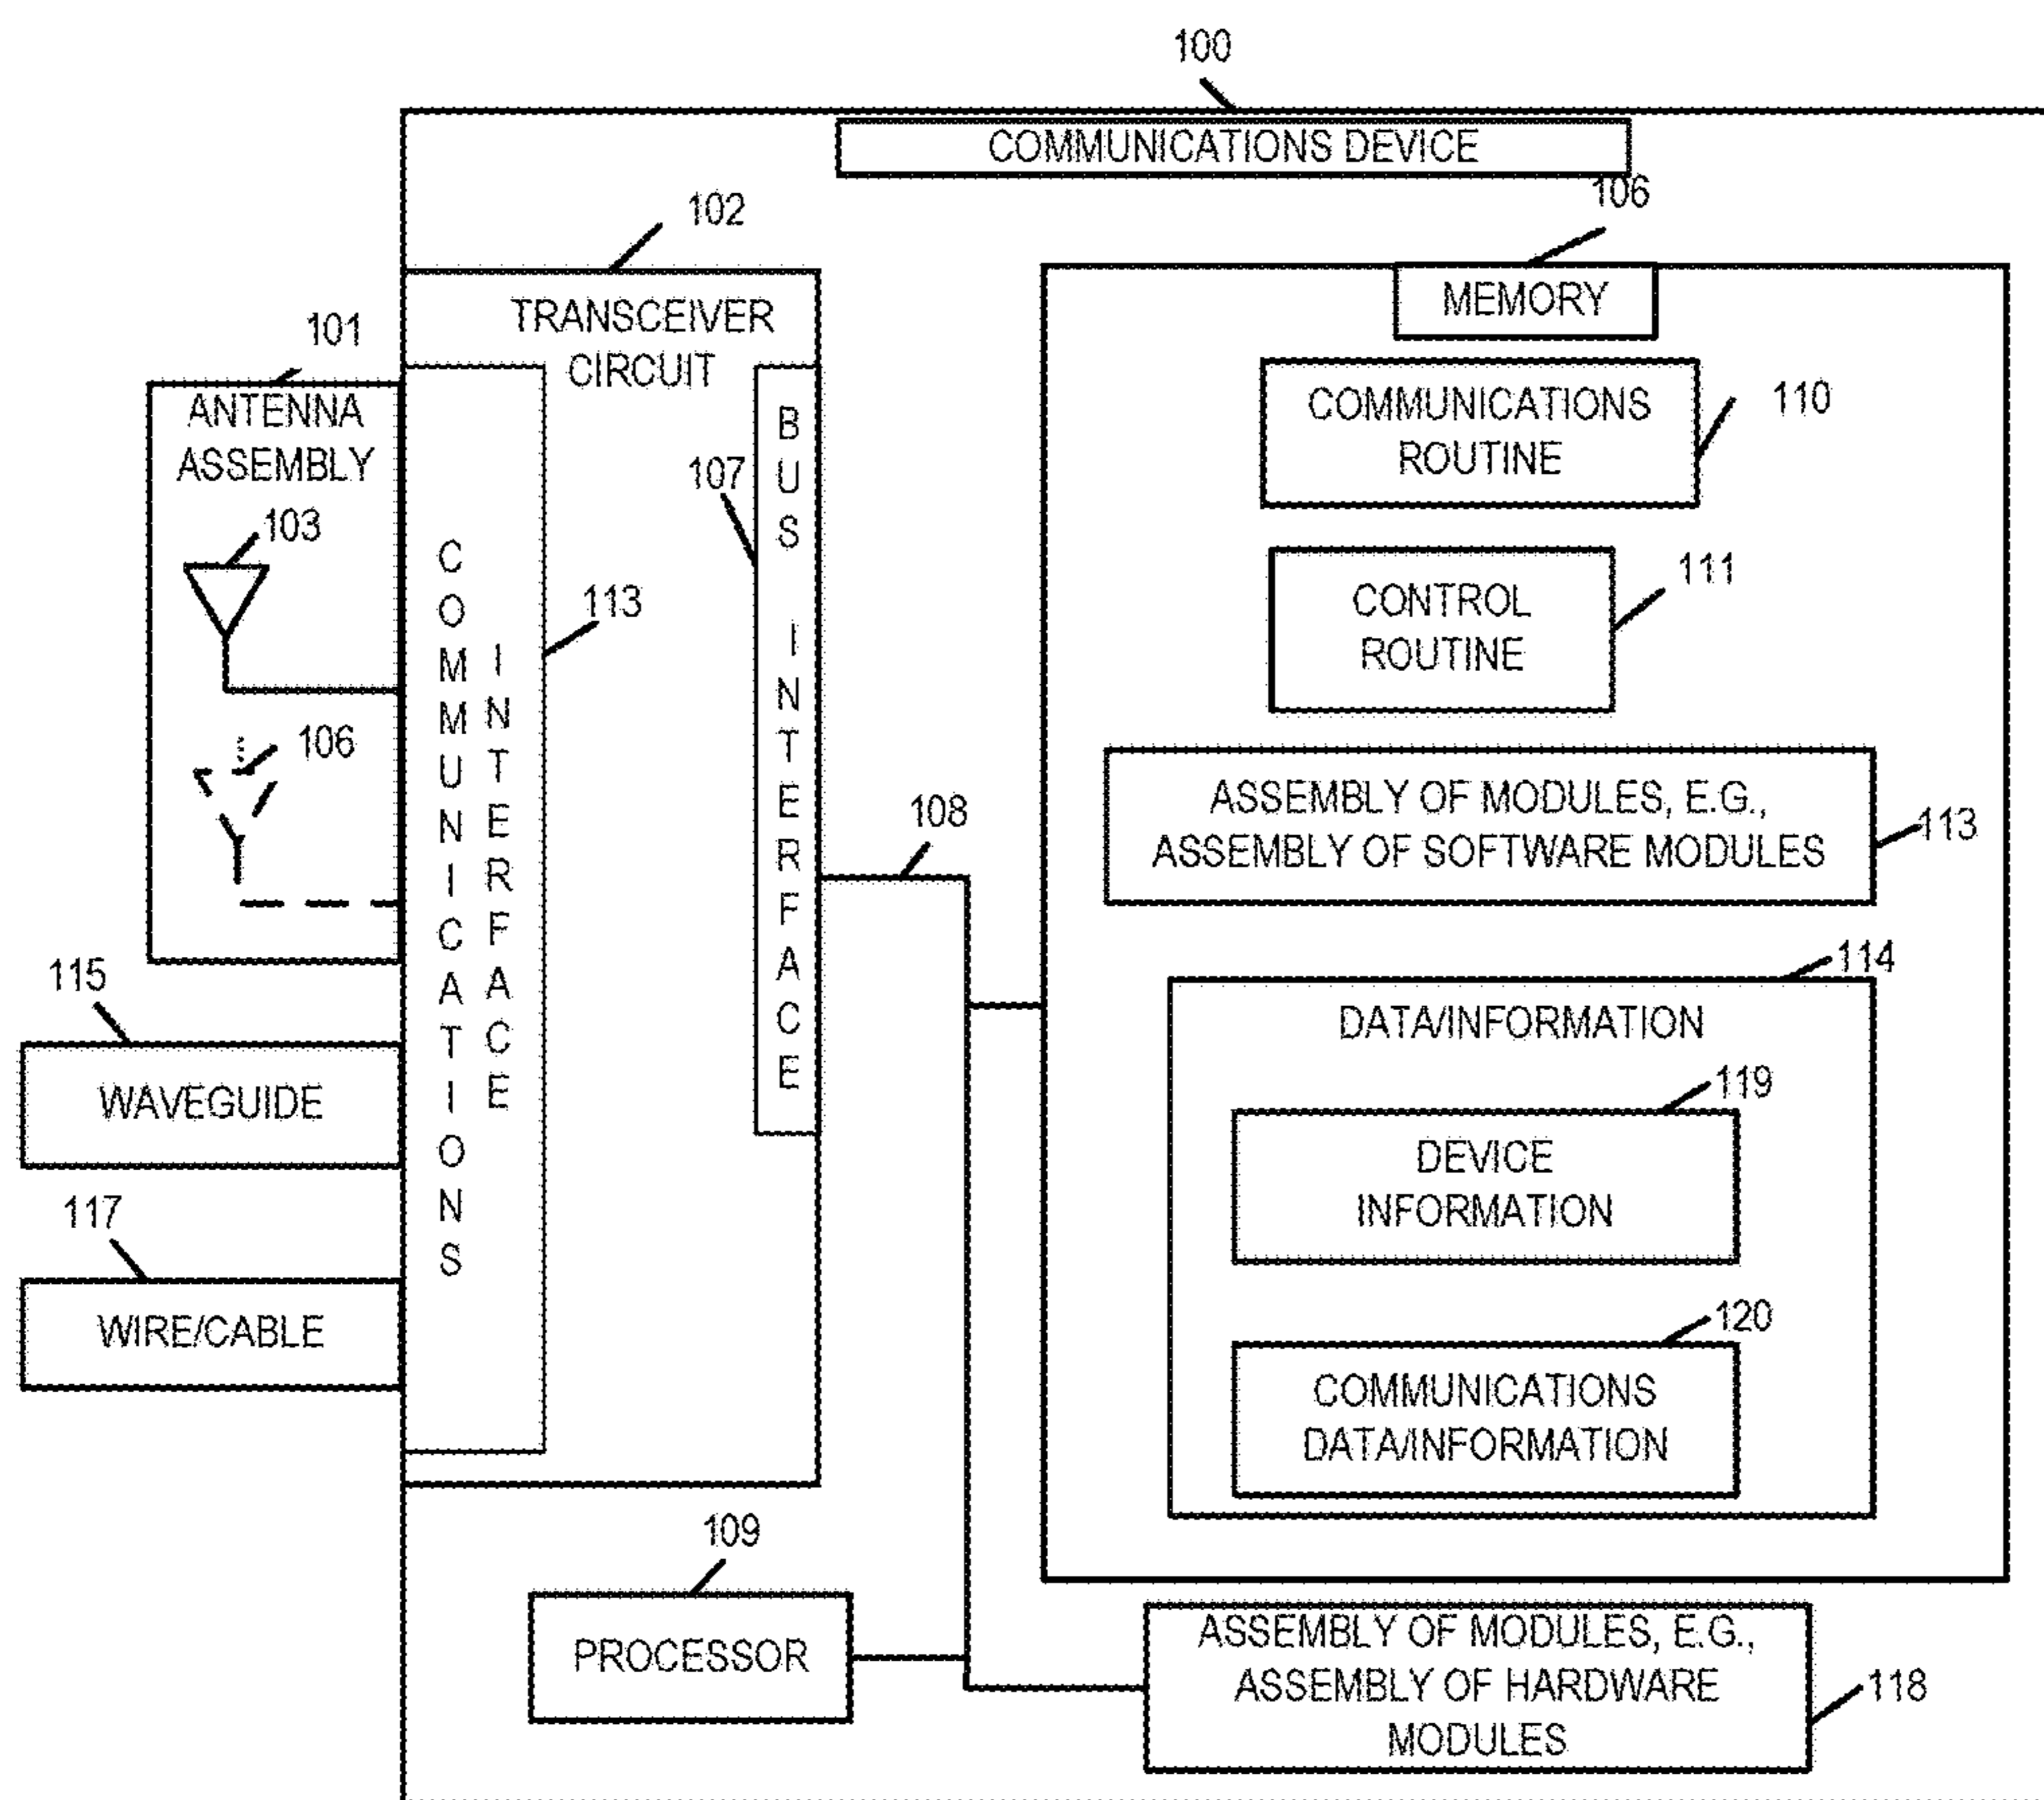 100
COMMUNICATIONS DEVICE
106
102
MEMORY
TRANSCEIVER
CIRCUIT
101
ANTENNA
ASSEMBLY
103
106
COMMUNICATIONS
INTERFACE
113
107
BUS INTERFACE
108
COMMUNICATIONS
ROUTINE
110
CONTROL
ROUTINE
111
ASSEMBLY OF MODULES, E.G.,
ASSEMBLY OF SOFTWARE MODULES
113
114
DATA/INFORMATION
119
DEVICE
INFORMATION
120
COMMUNICATIONS
DATA/INFORMATION
115
WAVEGUIDE
117
WIRE/CABLE
109
PROCESSOR
ASSEMBLY OF MODULES, E.G.,
ASSEMBLY OF HARDWARE
MODULES
118